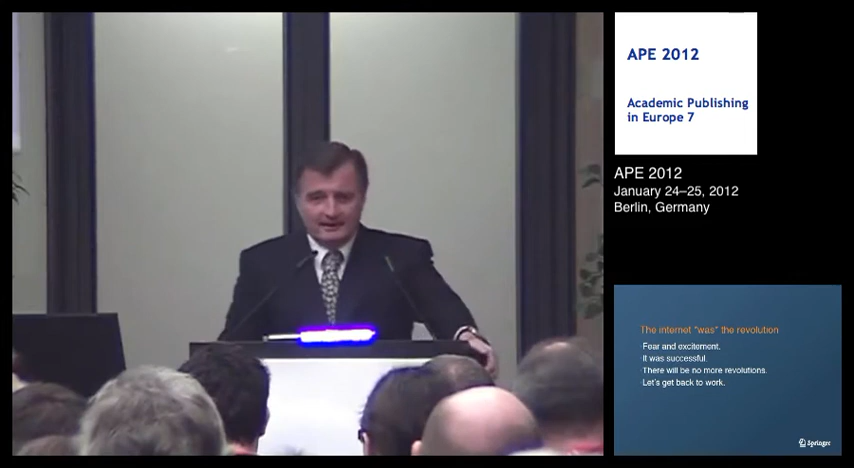 APE 2012
Academic Publishing
in Europe 7
APE 2012
January 24–25, 2012
Berlin, Germany
The internet "was" the revolution
Fear and excitement.
It was successful.
There will be no more revolutions.
Let's get back to work.
Springer